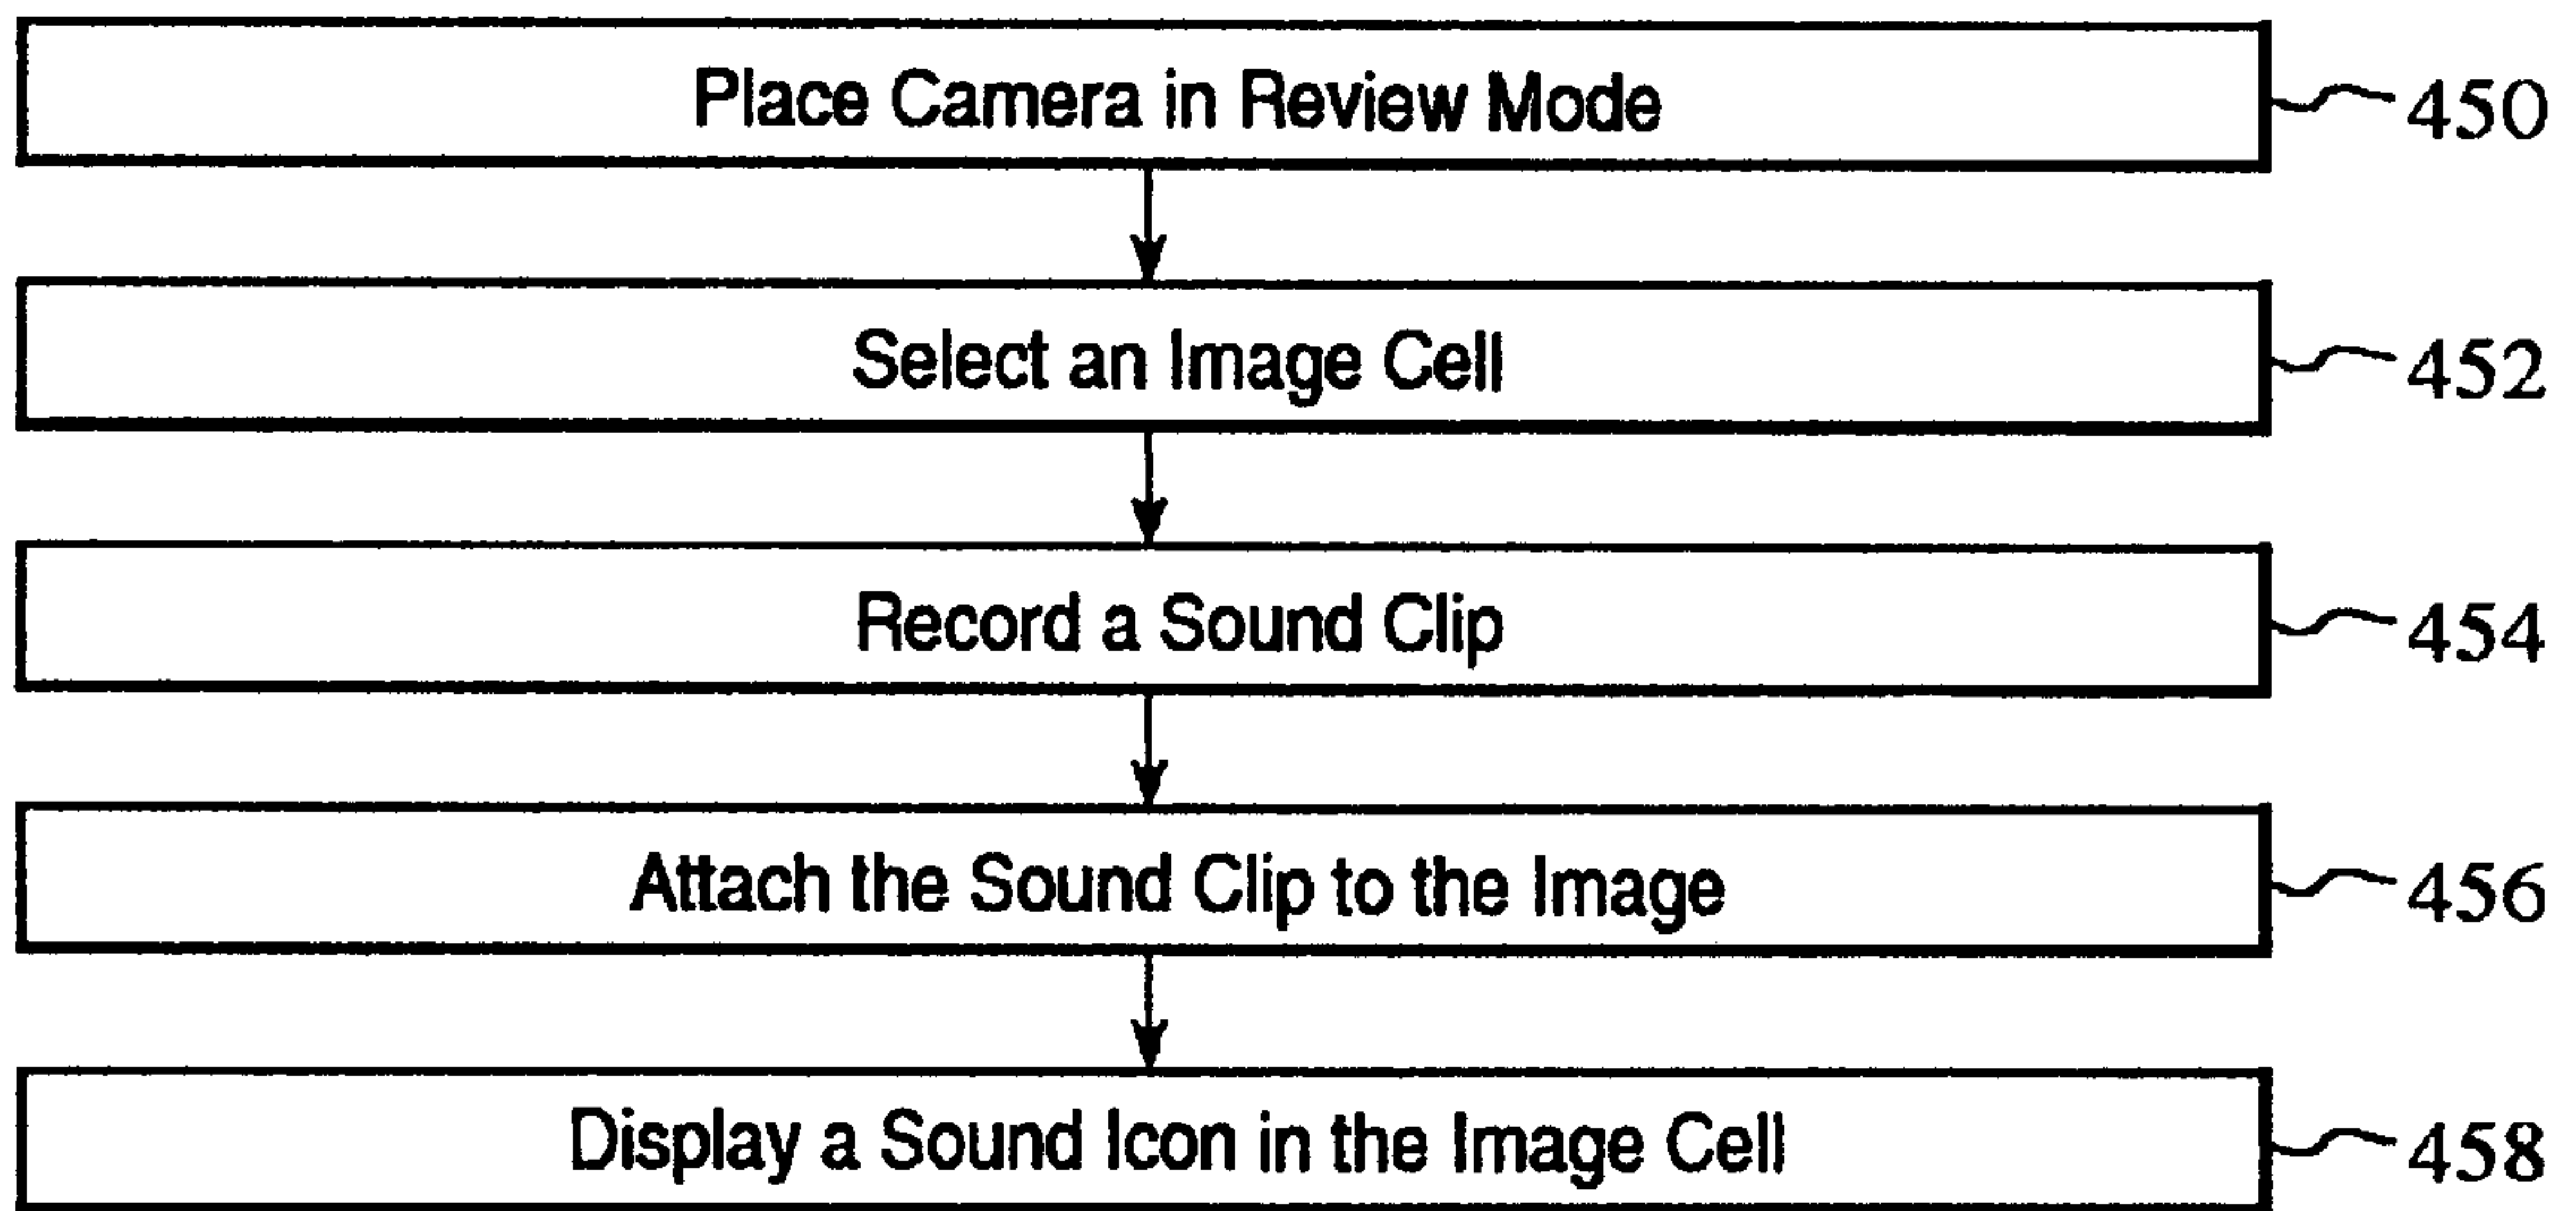 Place Camera in Review Mode 450
Select an Image Cell 452
Record a Sound Clip 454
Attach the Sound Clip to the Image 456
Display a Sound Icon in the Image Cell 458